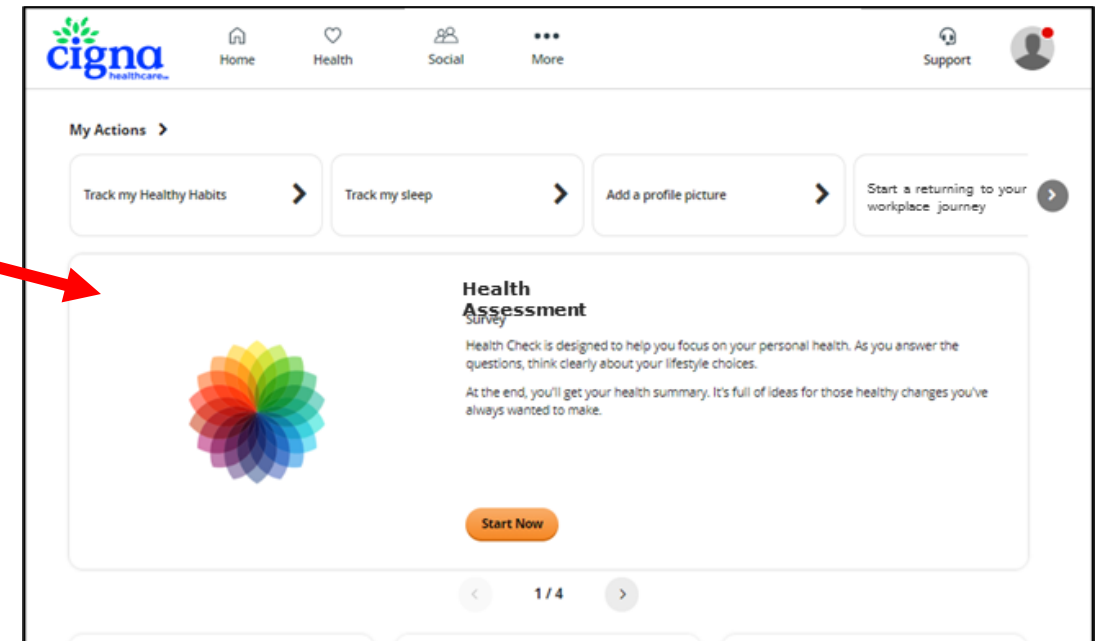 cigna
healthcare
Home
Health
Social
More
Support
My Actions
Track my Healthy Habits
Track my sleep
Add a profile picture
Start a returning to your
workplace journey
Health
Assessment
Survey
Health Check is designed to help you focus on your personal health. As you answer the
questions, think clearly about your lifestyle choices.
At the end, you'll get your health summary. It's full of ideas for those healthy changes you've
always wanted to make.
Start Now
1 / 4